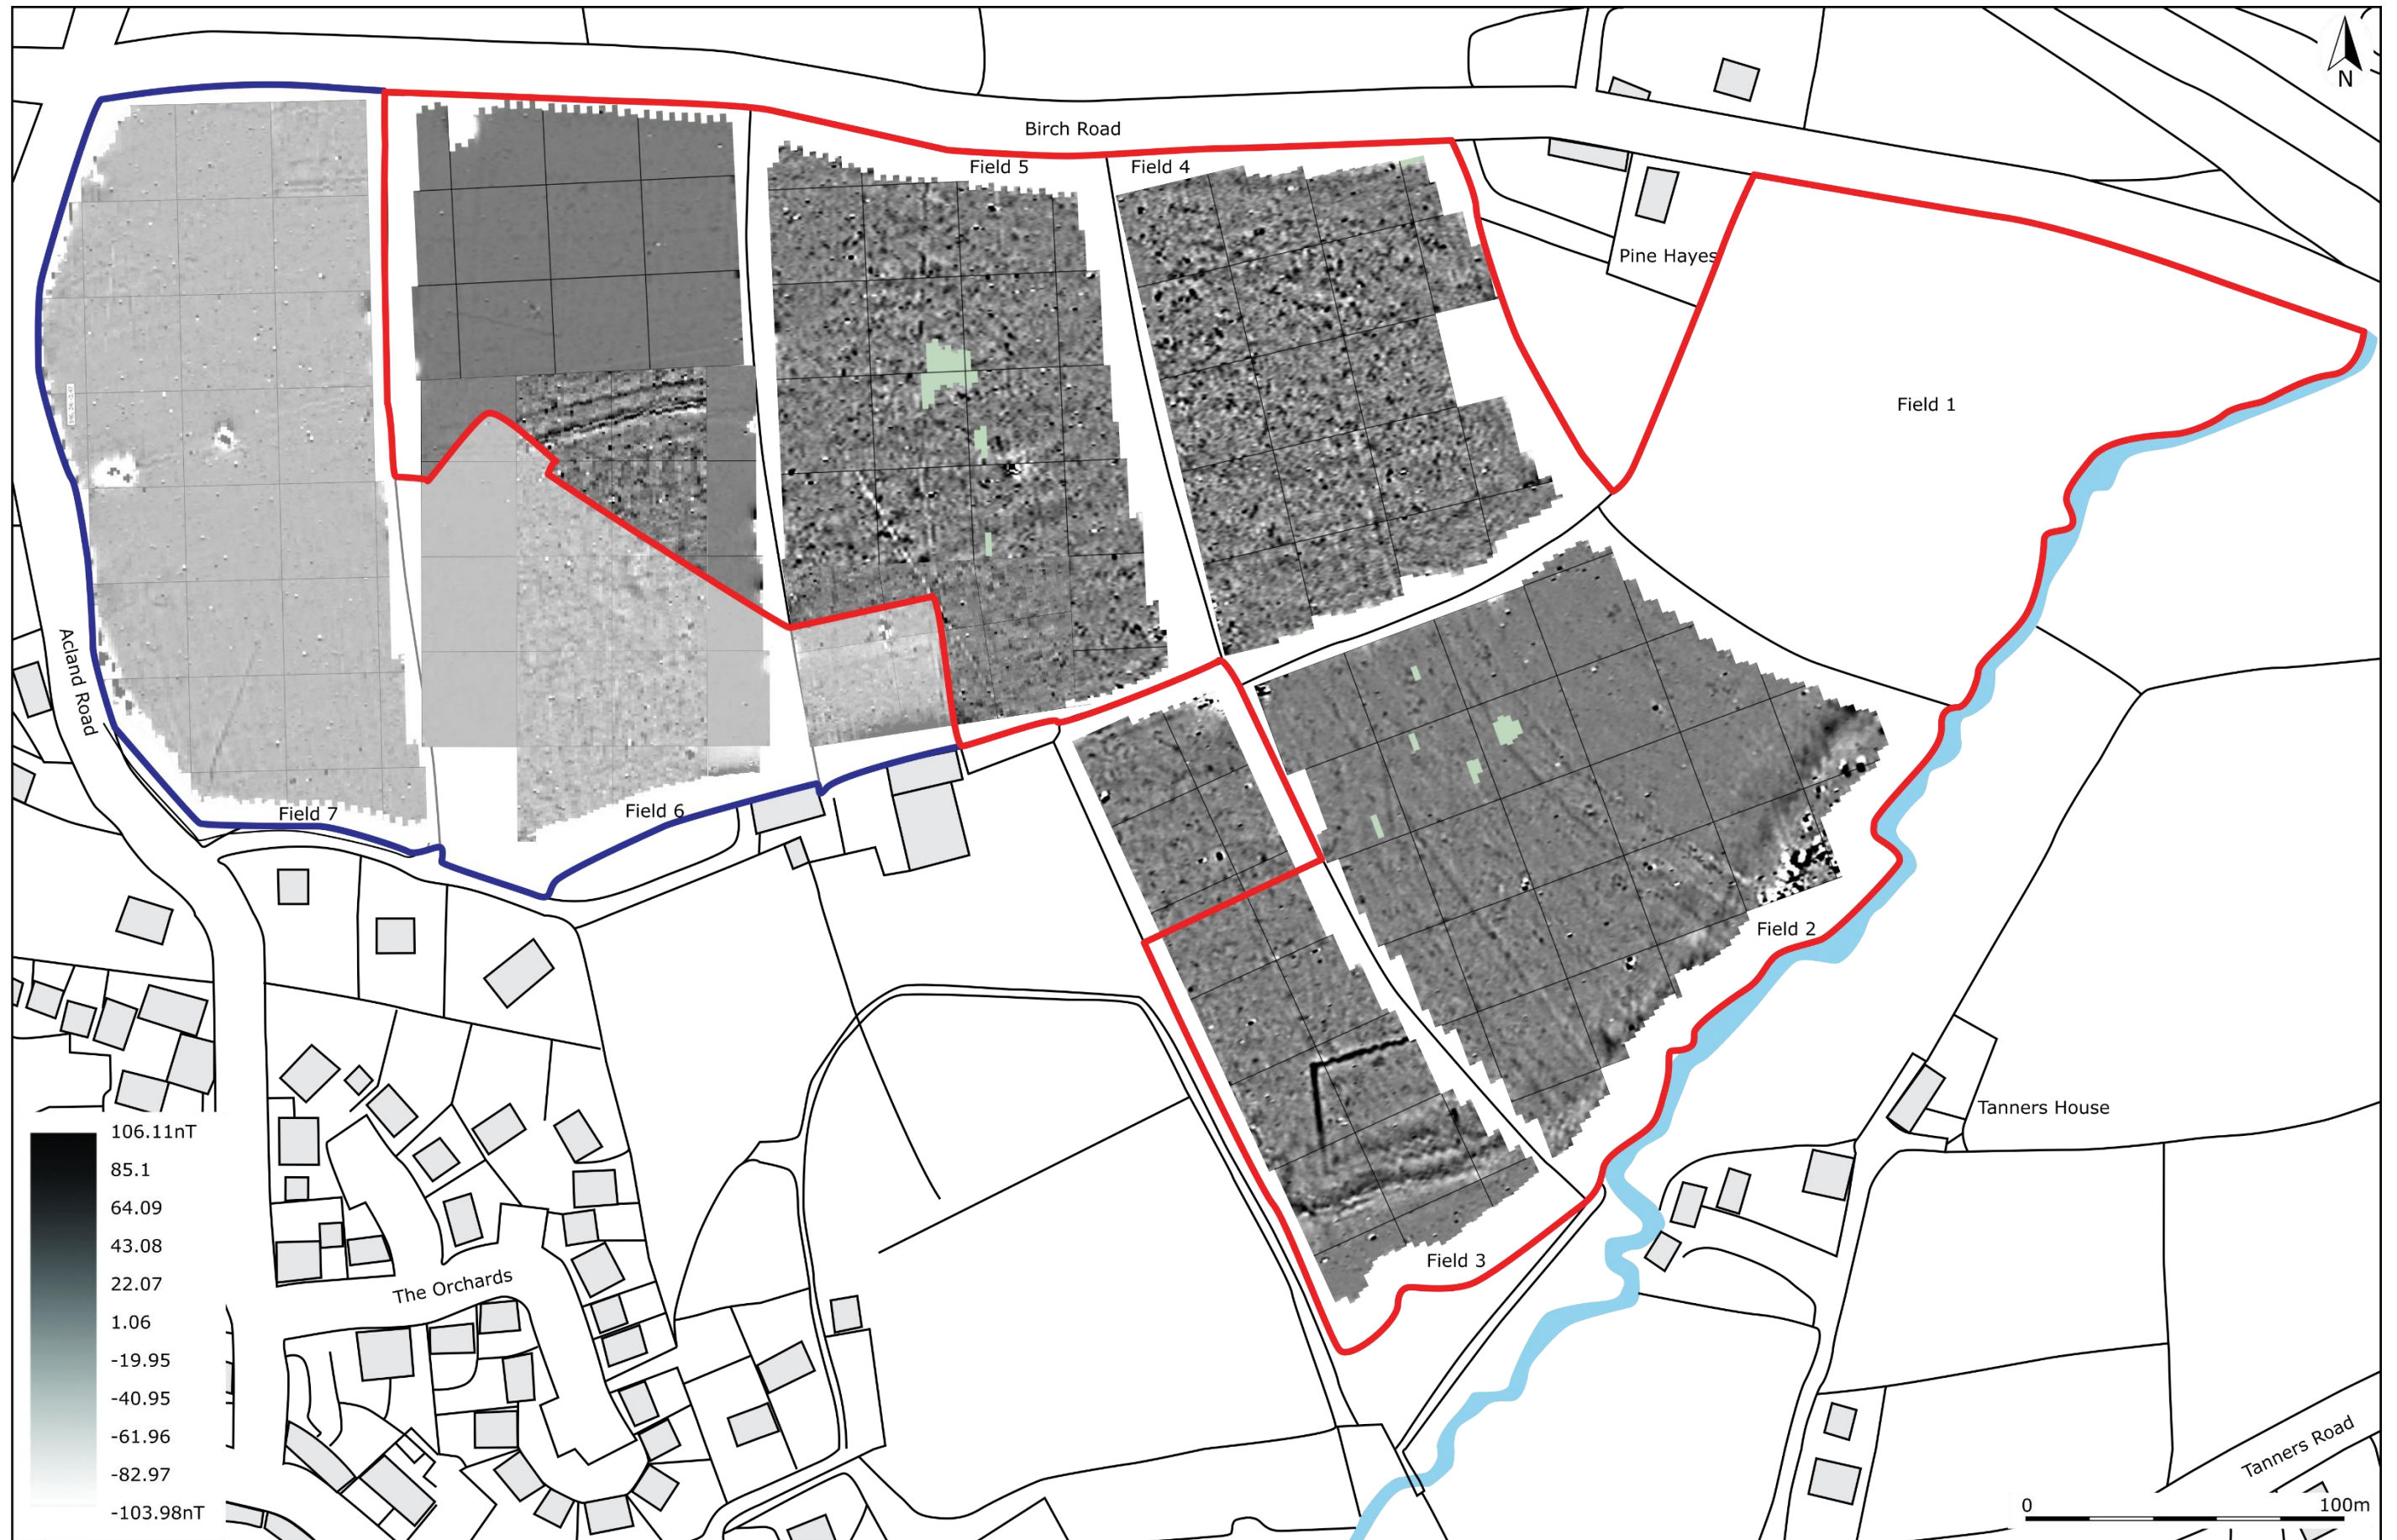 N
Birch Road
Field 5
Field 4
Pine Hayes
Field 1
Acland Road
Field 7
Field 6
Field 2
Tanners House
Field 3
The Orchards
Tanners Road
106.11nT
85.1
64.09
43.08
22.07
1.06
-19.95
-40.95
-61.96
-82.97
-103.98nT
0 100m